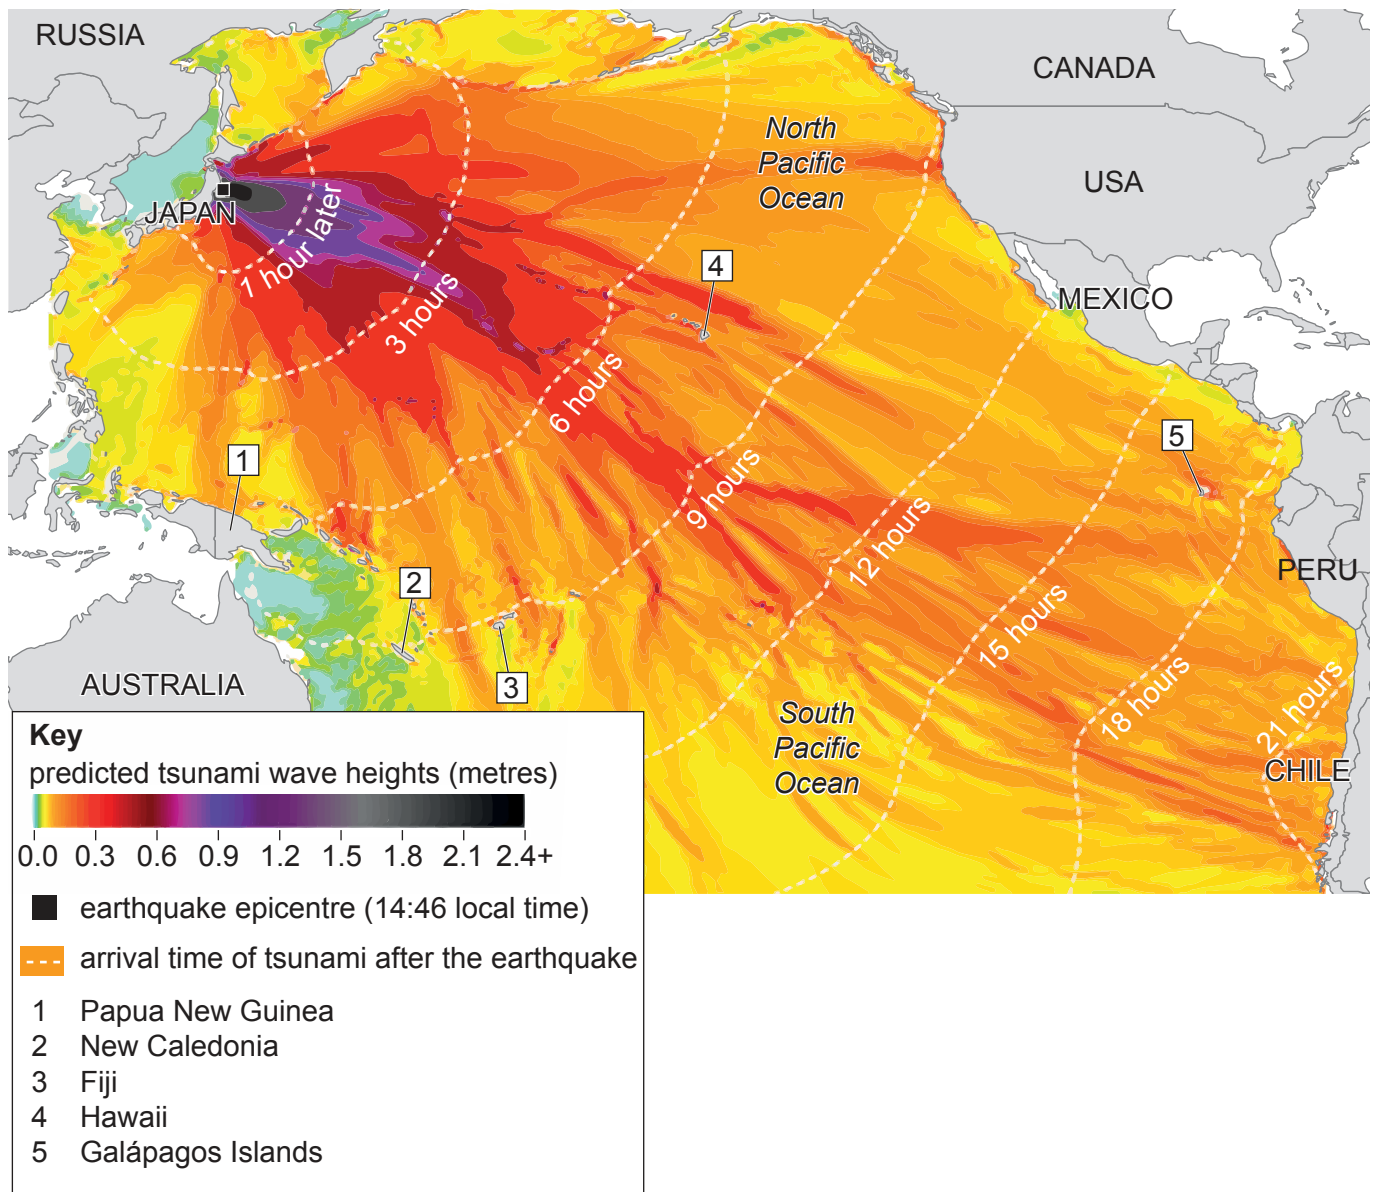 RUSSIA
CANADA
North
Pacific
Ocean
USA
JAPAN
1 hour later
3 hours
4
MEXICO
6 hours
5
1
9 hours
12 hours
PERU
2
15 hours
3
AUSTRALIA
18 hours
21 hours
South
Pacific
Ocean
CHILE
Key
predicted tsunami wave heights (metres)
0.0 0.3 0.6 0.9 1.2 1.5 1.8 2.1 2.4+
earthquake epicentre (14:46 local time)
arrival time of tsunami after the earthquake
1 Papua New Guinea
2 New Caledonia
3 Fiji
4 Hawaii
5 Galápagos Islands